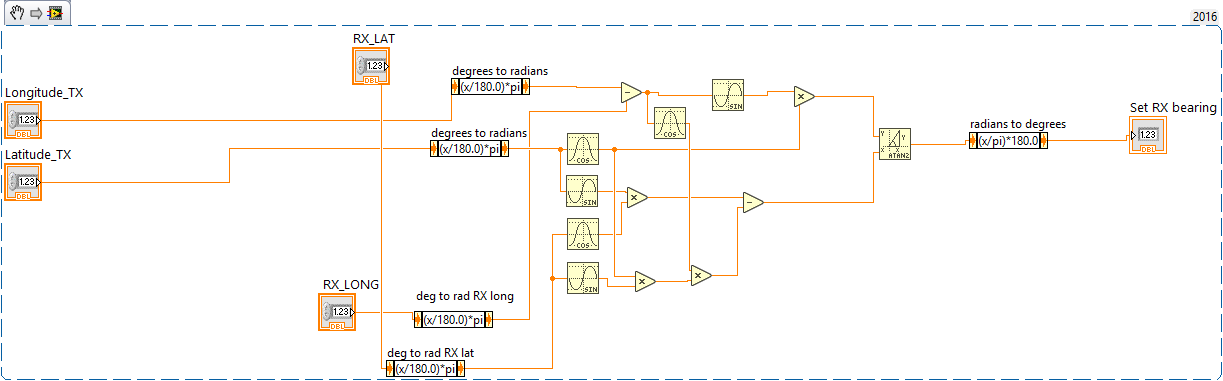 2016
RX_LAT
1.23
DBL
Longitude_TX
1.23
DBL
degrees to radians
(x/180.0)*pi
SIN
COS
Set RX bearing
1.23
DBL
Latitude_TX
1.23
DBL
degrees to radians
(x/180.0)*pi
COS
SIN
Y
X
Y
X
ATAN2
radians to degrees
(x/pi)*180.0
COS
SIN
RX_LONG
1.23
DBL
deg to rad RX long
(x/180.0)*pi
deg to rad RX lat
(x/180.0)*pi